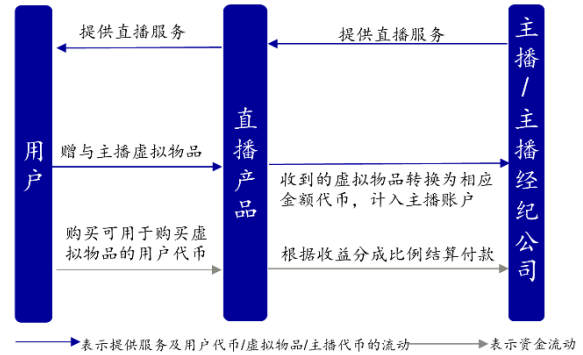 提供直播服务
提供直播服务
用户
直播产品
主播/主播经纪公司
赠与主播虚拟物品
收到的虚拟物品转换为相应
金额代币，计入主播账户
购买可用于购买虚
拟物品的用户代币
根据收益分成比例结算付款
表示提供服务及用户代币/虚拟物品/主播代币的流动
表示资金流动